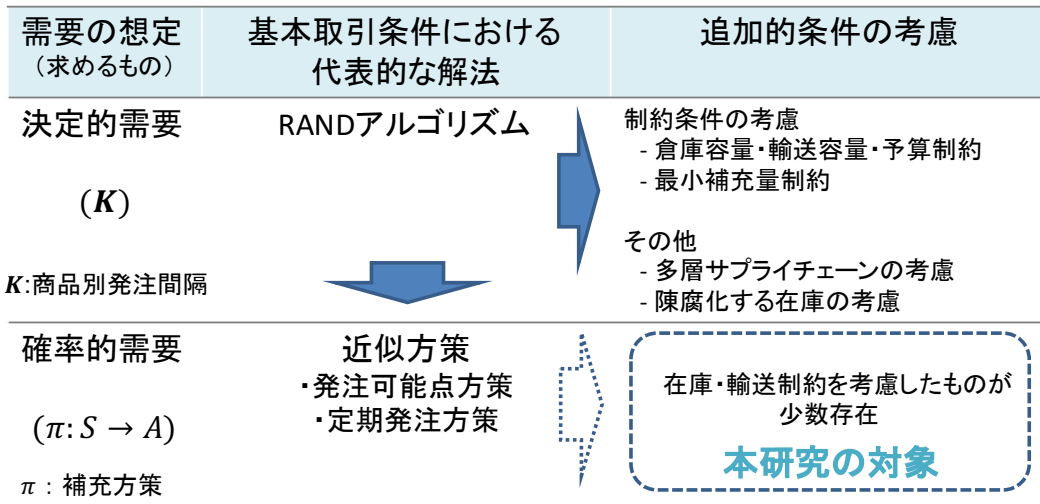 需要の想定
（求めるもの）
基本取引条件における
代表的な解法
追加的条件の考慮
決定的需要
(K)
K:商品別発注間隔
RANDアルゴリズム
制約条件の考慮
- 倉庫容量・輸送容量・予算制約
- 最小補充量制約
その他
- 多層サプライチェーンの考慮
- 陳腐化する在庫の考慮
確率的需要
(π: S → A)
π：補充方策
近似方策
・発注可能点方策
・定期発注方策
在庫・輸送制約を考慮したものが
少数存在
本研究の対象